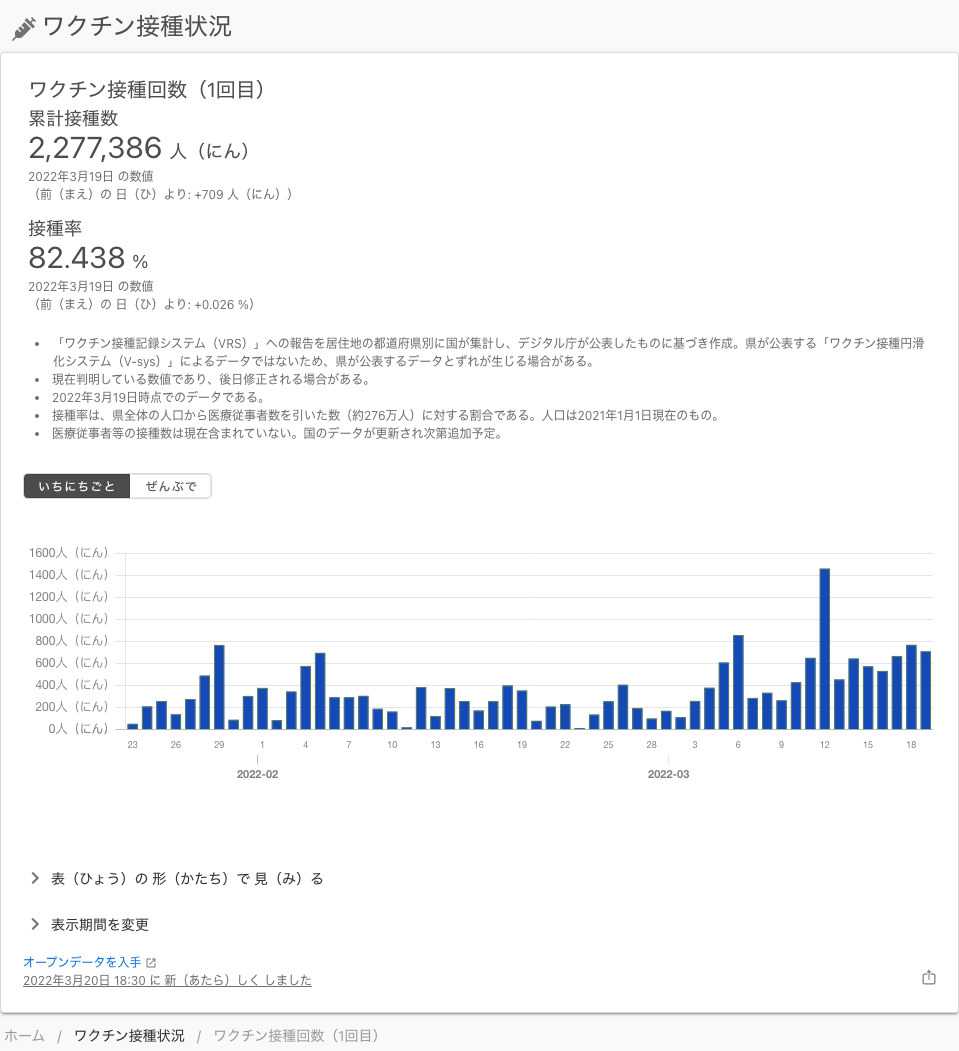 ワクチン接種状況
ワクチン接種回数（1回目）
累計接種数
2,277,386 人（にん）
2022年3月19日 の数値
（前（まえ）の 日（ひ）より: +709 人（にん））
接種率
82.438 %
2022年3月19日 の数値
（前（まえ）の 日（ひ）より: +0.026 %）
• 「ワクチン接種記録システム（VRS）」への報告を居住地の都道府県別に国が集計し、デジタル庁が公表したものに基づき作成。県が公表する「ワクチン接種円滑
化システム（V-sys）」によるデータではないため、県が公表するデータとずれが生じる場合がある。
• 現在判明している数値であり、後日修正される場合がある。
• 2022年3月19日時点でのデータである。
• 接種率は、県全体の人口から医療従事者数を引いた数（約276万人）に対する割合である。人口は2021年1月1日現在のもの。
• 医療従事者等の接種数は現在含まれていない。国のデータが更新され次第追加予定。
いちにちごと ぜんぶで
1600人（にん）
1400人（にん）
1200人（にん）
1000人（にん）
800人（にん）
600人（にん）
400人（にん）
200人（にん）
0人（にん）
23 26 29 1 4 7 10 13 16 19 22 25 28 3 6 9 12 15 18
2022-02 2022-03
表（ひょう）の 形（かたち）で 見（み）る
表示期間を変更
オープンデータを入手
2022年3月20日 18:30 に 新（あたら）しく しました
ホーム / ワクチン接種状況 / ワクチン接種回数（1回目）